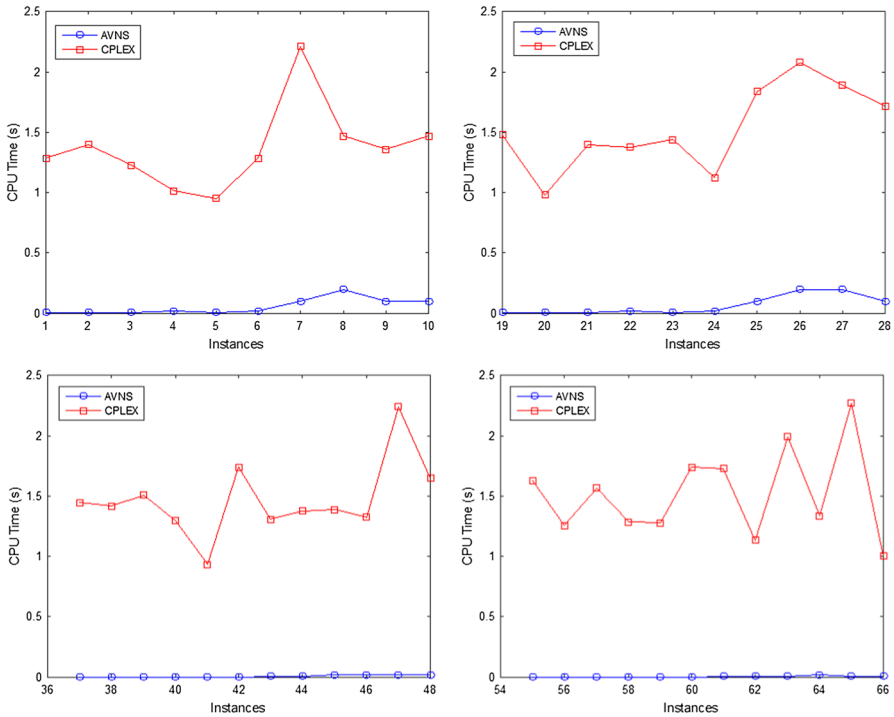 2.5
2
1.5
1
0.5
0
CPU Time (s)
AVNS
CPLEX
1 2 3 4 5 6 7 8 9 10
Instances
2.5
2
1.5
1
0.5
0
CPU Time (s)
AVNS
CPLEX
19 20 21 22 23 24 25 26 27 28
Instances
2.5
2
1.5
1
0.5
0
CPU Time (s)
AVNS
CPLEX
36 38 40 42 44 46 48
Instances
2.5
2
1.5
1
0.5
0
CPU Time (s)
AVNS
CPLEX
54 56 58 60 62 64 66
Instances